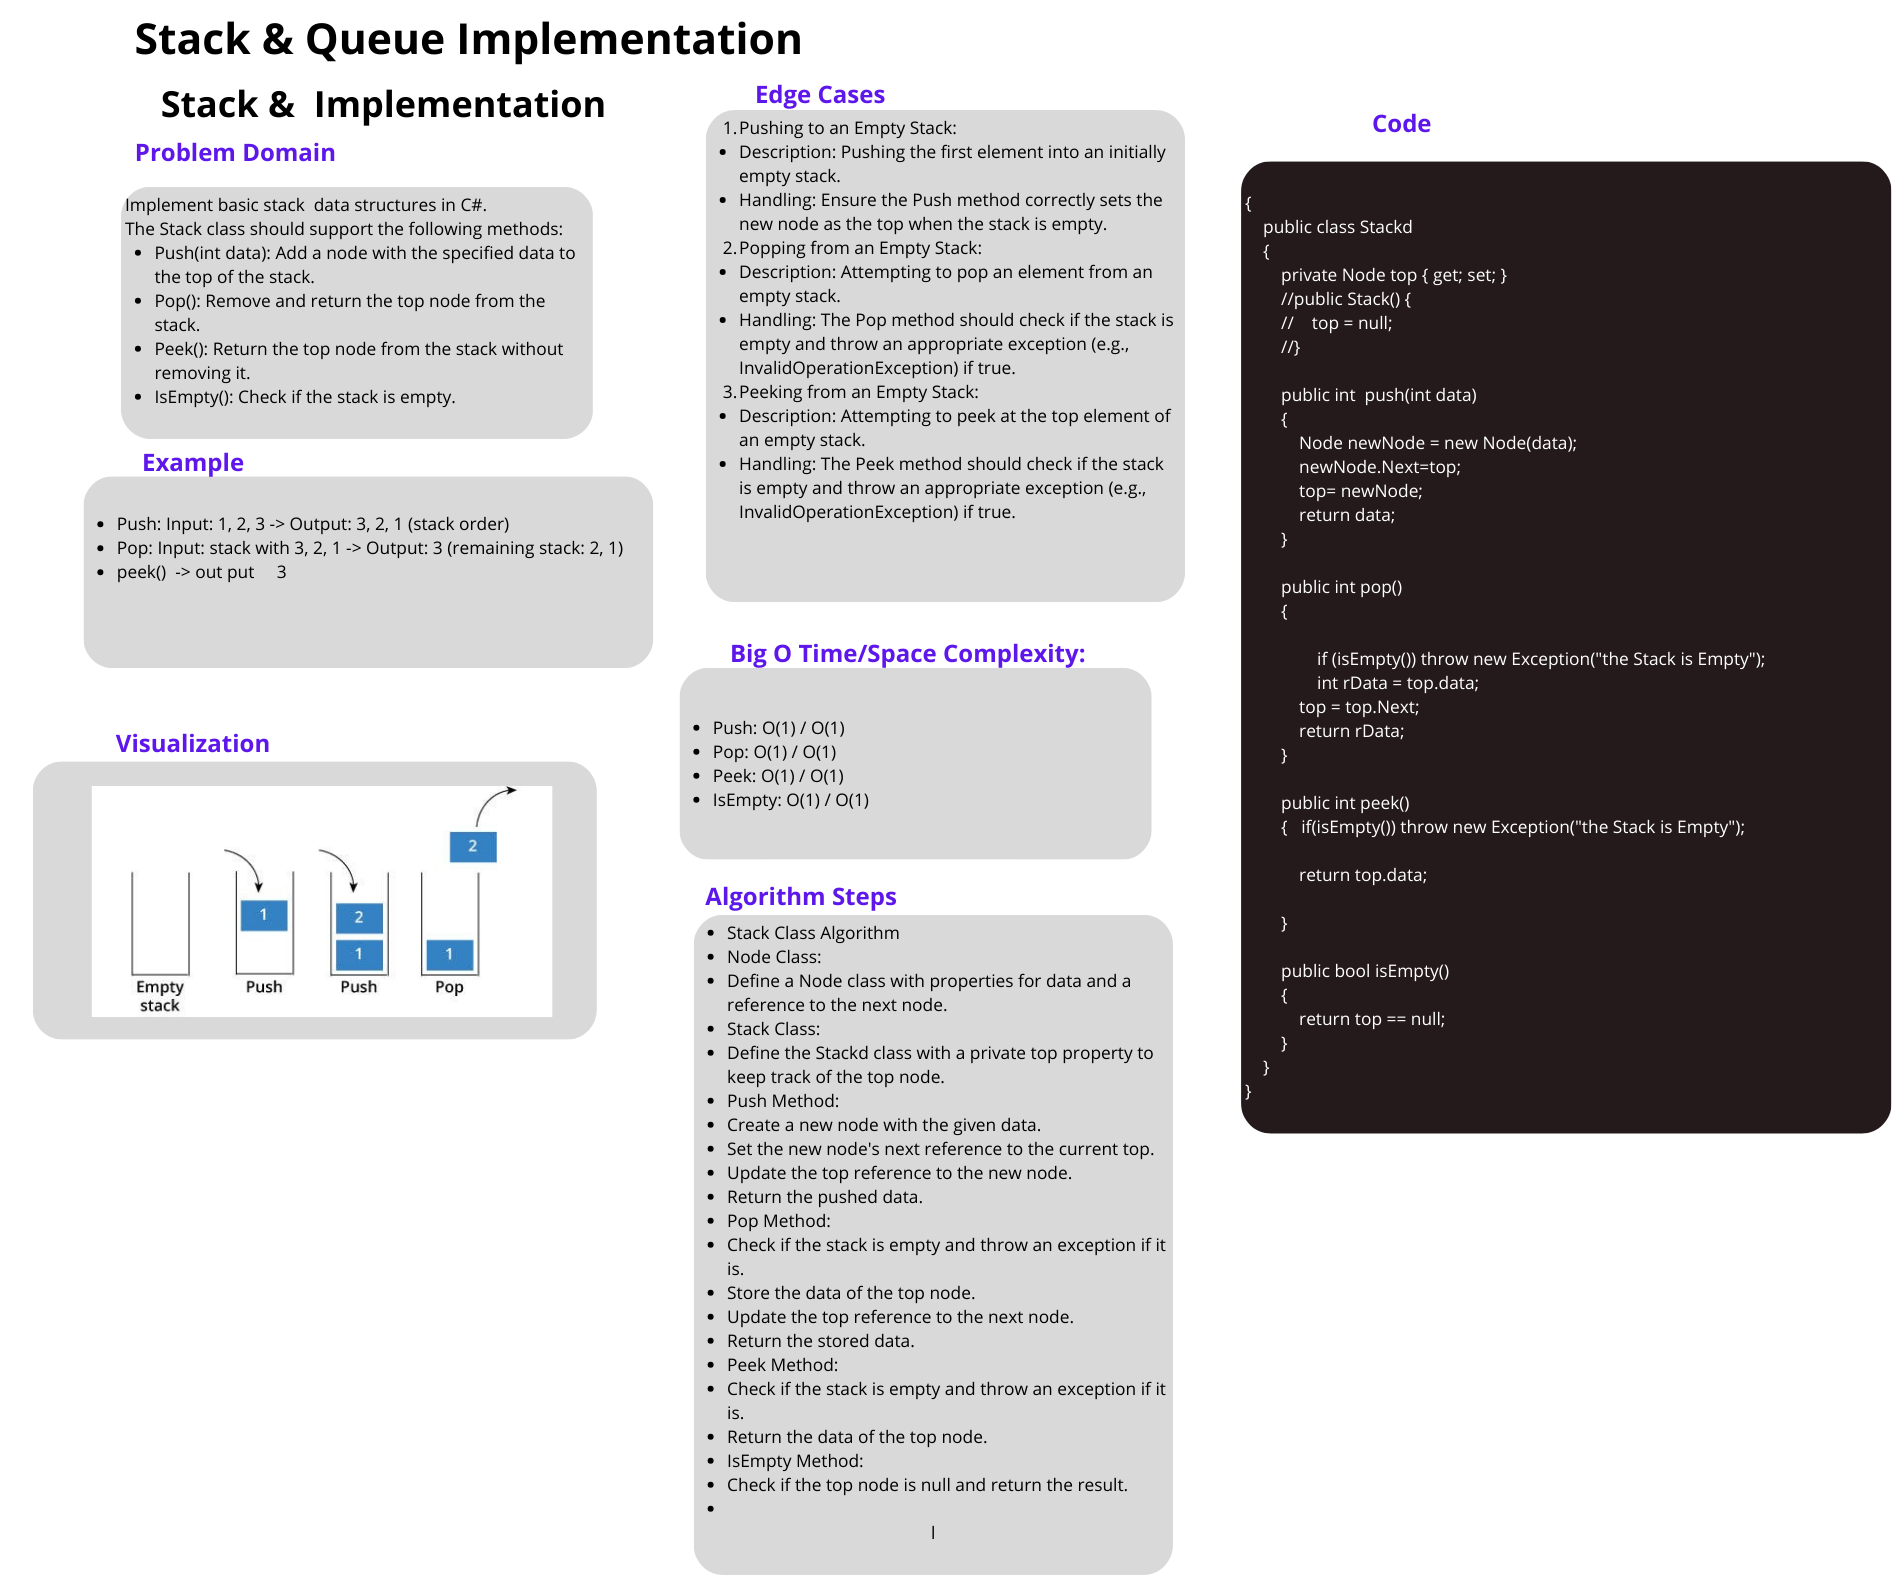 Stack & Queue Implementation
Stack &  Implementation
Problem Domain
Implement basic stack  data structures in C#.
The Stack class should support the following methods:
• Push(int data): Add a node with the specified data to
the top of the stack.
• Pop(): Remove and return the top node from the
stack.
• Peek(): Return the top node from the stack without
removing it.
• IsEmpty(): Check if the stack is empty.
Example
• Push: Input: 1, 2, 3 -> Output: 3, 2, 1 (stack order)
• Pop: Input: stack with 3, 2, 1 -> Output: 3 (remaining stack: 2, 1)
• peek()  -> out put     3
Visualization
2
1
2
1
1
Empty
stack
Push
Push
Pop
Edge Cases
1. Pushing to an Empty Stack:
• Description: Pushing the first element into an initially
empty stack.
• Handling: Ensure the Push method correctly sets the
new node as the top when the stack is empty.
2. Popping from an Empty Stack:
• Description: Attempting to pop an element from an
empty stack.
• Handling: The Pop method should check if the stack is
empty and throw an appropriate exception (e.g.,
InvalidOperationException) if true.
3. Peeking from an Empty Stack:
• Description: Attempting to peek at the top element of
an empty stack.
• Handling: The Peek method should check if the stack
is empty and throw an appropriate exception (e.g.,
InvalidOperationException) if true.
Big O Time/Space Complexity:
• Push: O(1) / O(1)
• Pop: O(1) / O(1)
• Peek: O(1) / O(1)
• IsEmpty: O(1) / O(1)
Algorithm Steps
• Stack Class Algorithm
• Node Class:
• Define a Node class with properties for data and a
reference to the next node.
• Stack Class:
• Define the Stackd class with a private top property to
keep track of the top node.
• Push Method:
• Create a new node with the given data.
• Set the new node's next reference to the current top.
• Update the top reference to the new node.
• Return the pushed data.
• Pop Method:
• Check if the stack is empty and throw an exception if it
is.
• Store the data of the top node.
• Update the top reference to the next node.
• Return the stored data.
• Peek Method:
• Check if the stack is empty and throw an exception if it
is.
• Return the data of the top node.
• IsEmpty Method:
• Check if the top node is null and return the result.
•
l
Code
{
    public class Stackd
    {
        private Node top { get; set; }
        //public Stack() {
        //    top = null;
        //}
        public int  push(int data)
        {
            Node newNode = new Node(data);
            newNode.Next=top;
            top= newNode;
            return data;
        }
        public int pop()
        {
                if (isEmpty()) throw new Exception("the Stack is Empty");
                int rData = top.data;
            top = top.Next;
            return rData;
        }
        public int peek()
        {   if(isEmpty()) throw new Exception("the Stack is Empty");
            return top.data;
        }
        public bool isEmpty()
        {
            return top == null;
        }
    }
}